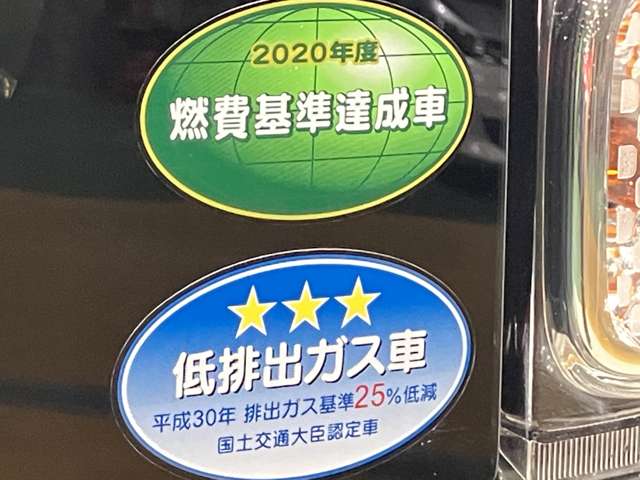 2020年度
燃費基準達成車
低排出ガス車
平成30年 排出ガス基準25%低減
国土交通大臣認定車